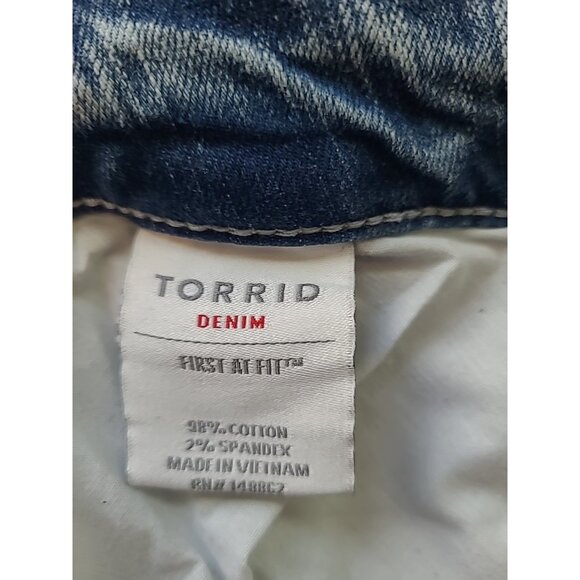 TORRID
DENIM
FIRST AT FIT™
98% COTTON
2% SPANDEX
MADE IN VIETNAM
RN# 148862